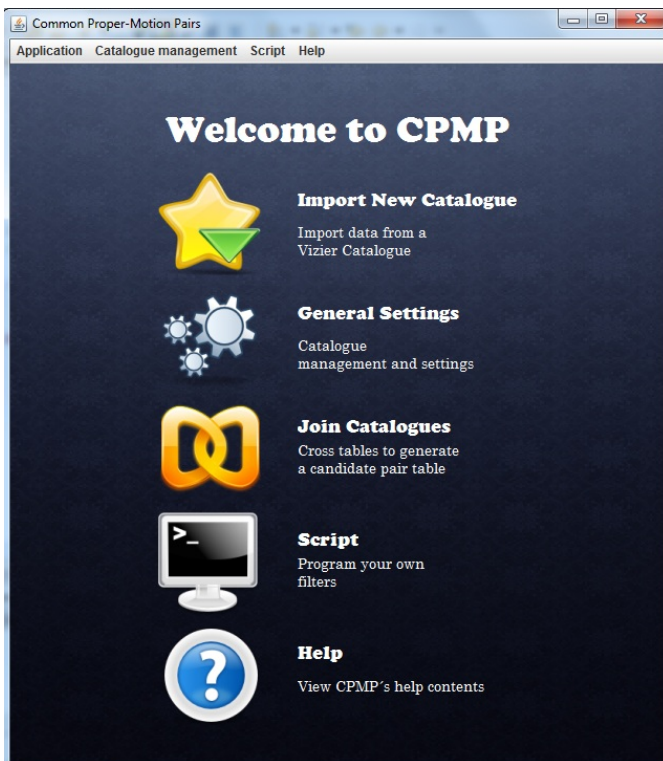 Common Proper-Motion Pairs
Application Catalogue management Script Help
Welcome to CPMP
Import New Catalogue
Import data from a
Vizier Catalogue
General Settings
Catalogue
management and settings
Join Catalogues
Cross tables to generate
a candidate pair table
>_
Script
Program your own
filters
?
Help
View CPMP´s help contents